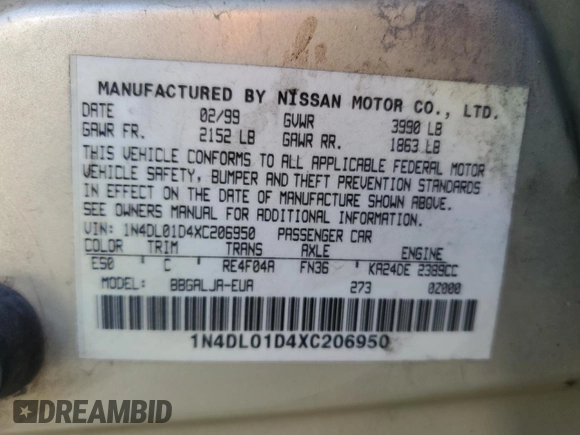 MANUFACTURED BY NISSAN MOTOR CO., LTD.
DATE 02/99 GVWR 3990 LB
GAWR FR. 2152 LB GAWR RR. 1863 LB
THIS VEHICLE CONFORMS TO ALL APPLICABLE FEDERAL MOTOR
VEHICLE SAFETY, BUMPER AND THEFT PREVENTION STANDARDS
IN EFFECT ON THE DATE OF MANUFACTURE SHOWN ABOVE.
SEE OWNERS MANUAL FOR ADDITIONAL INFORMATION.
VIN: 1N4DL01D4XC206950 PASSENGER CAR
COLOR TRIM TRANS AXLE ENGINE
ES0 C RE4F04A FN36 KA24DE 2389CC
MODEL: BBGALJA-EUA 273 0Z000
1N4DL01D4XC206950
DREAMBID